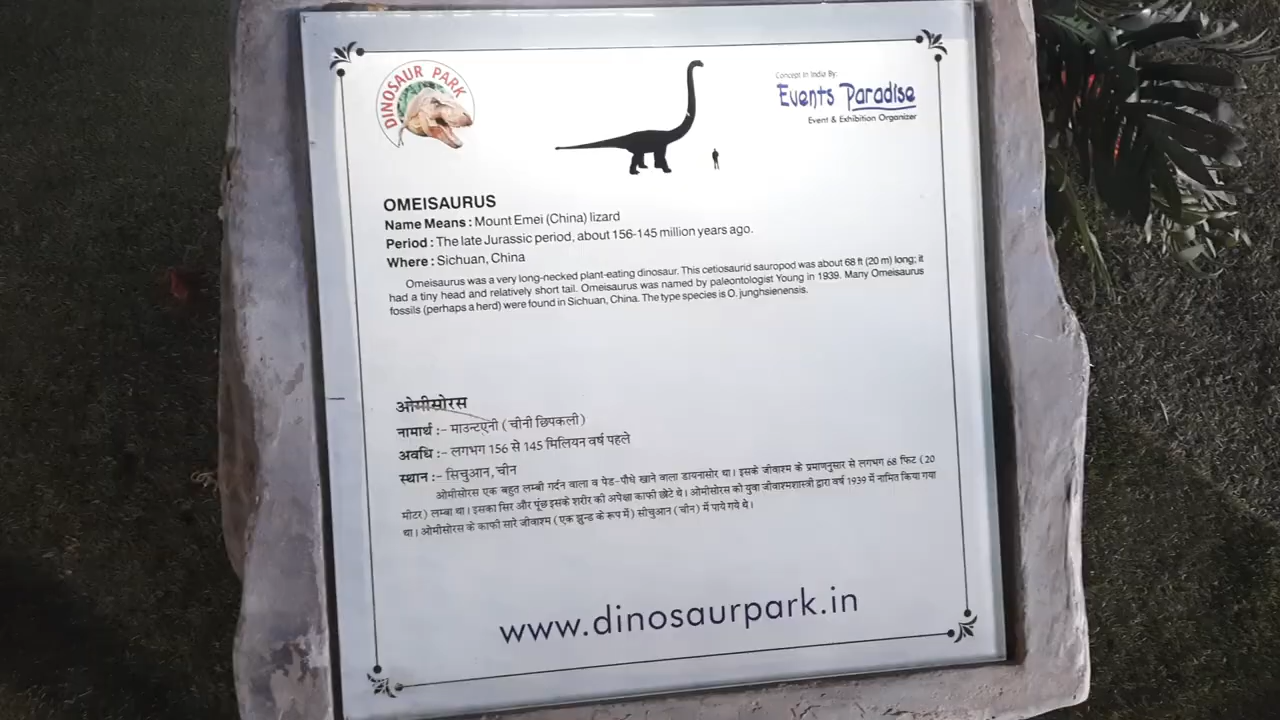 DINOSAUR PARK
Concept In India By:
Events Paradise
Event & Exhibition Organizer
OMEISAURUS
Name Means : Mount Emei (China) lizard
Period : The late Jurassic period, about 156-145 million years ago.
Where : Sichuan, China
Omeisaurus was a very long-necked plant-eating dinosaur. This cetiosaurid sauropod was about 68 ft (20 m) long; it
had a tiny head and relatively short tail. Omeisaurus was named by paleontologist Young in 1939. Many Omeisaurus
fossils (perhaps a herd) were found in Sichuan, China. The type species is O. junghsienensis.
ओमीसोरस
नामार्थ :– माउन्टएनी ( चीनी छिपकली )
अवधि :– लगभग 156 से 145 मिलियन वर्ष पहले
स्थान :– सिचुआन, चीन
ओमीसोरस एक बहुत लम्बी गर्दन वाला व पेड–पौधे खाने वाला डायनासोर था। इसके जीवाश्म के प्रमाणनुसार से लगभग 68 फिट (20
मीटर) लम्बा था। इसका सिर और पूंछ इसके शरीर की अपेक्षा काफी छोटे थे। ओमीसोरस को युवा जीवाश्मशास्त्री द्वारा वर्ष 1939 में नामित किया गया
था। ओमीसोरस के काफी सारे जीवाश्म ( एक झुन्ड के रूप में ) सोचुआन ( चीन ) में पाये गये थे।
www.dinosaurpark.in